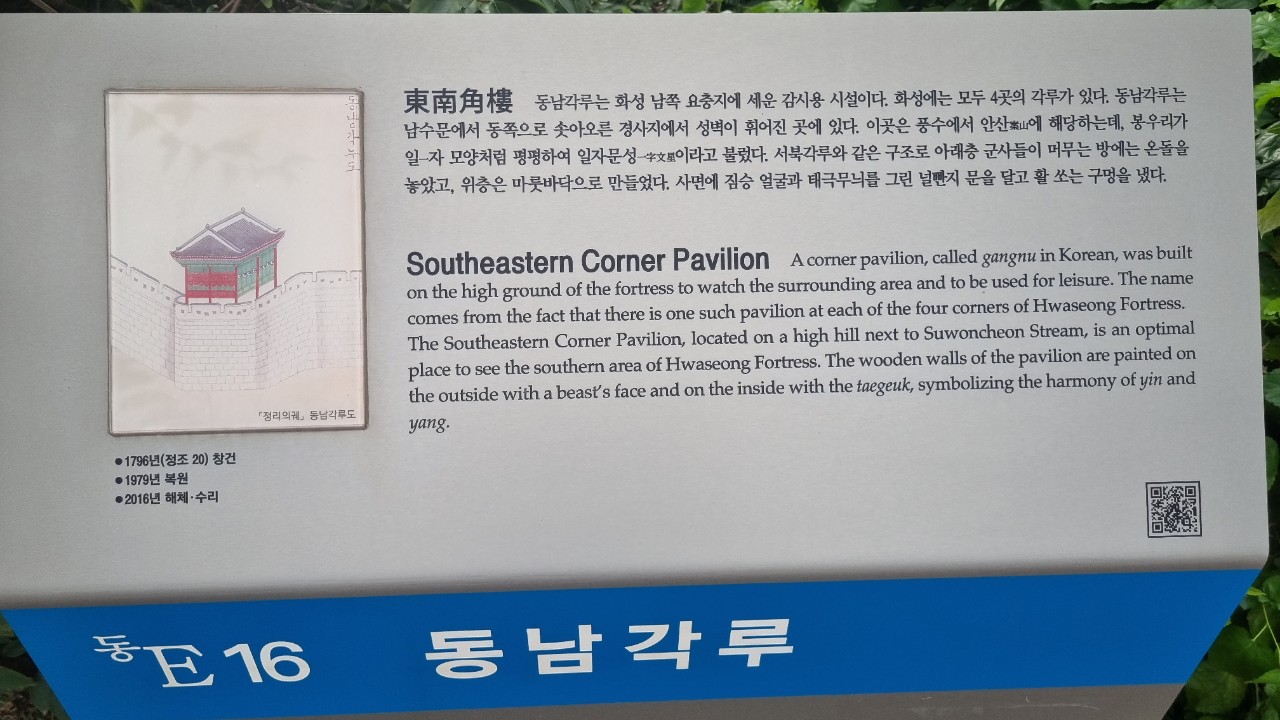 동남각루도
東南角樓 동남각루는 화성 남쪽 요충지에 세운 감시용 시설이다. 화성에는 모두 4곳의 각루가 있다. 동남각루는
남수문에서 동쪽으로 솟아오른 경사지에서 성벽이 휘어진 곳에 있다. 이곳은 풍수에서 안산案山에 해당하는데, 봉우리가
일一자 모양처럼 평평하여 일자문성一字文星이라고 불렀다. 서북각루와 같은 구조로 아래층 군사들이 머무는 방에는 온돌을
놓았고, 위층은 마룻바닥으로 만들었다. 사면에 짐승 얼굴과 태극무늬를 그린 널빤지 문을 달고 활 쏘는 구멍을 냈다.
Southeastern Corner Pavilion A corner pavilion, called gangnu in Korean, was built
on the high ground of the fortress to watch the surrounding area and to be used for leisure. The name
comes from the fact that there is one such pavilion at each of the four corners of Hwaseong Fortress.
The Southeastern Corner Pavilion, located on a high hill next to Suwoncheon Stream, is an optimal
place to see the southern area of Hwaseong Fortress. The wooden walls of the pavilion are painted on
the outside with a beast's face and on the inside with the taegeuk, symbolizing the harmony of yin and
yang.
「정리의궤」 동남각루도
●1796년(정조 20) 창건
●1979년 복원
●2016년 해체·수리
동E16 동남각루